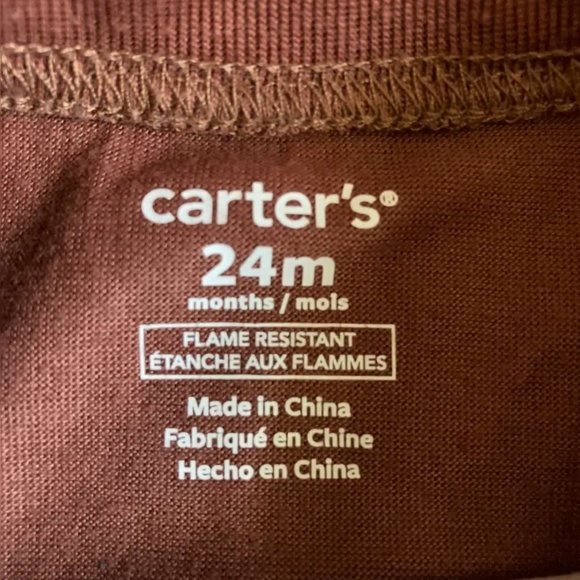 carter's®
24m
months / mois
FLAME RESISTANT
ÉTANCHE AUX FLAMMES
Made in China
Fabriqué en Chine
Hecho en China